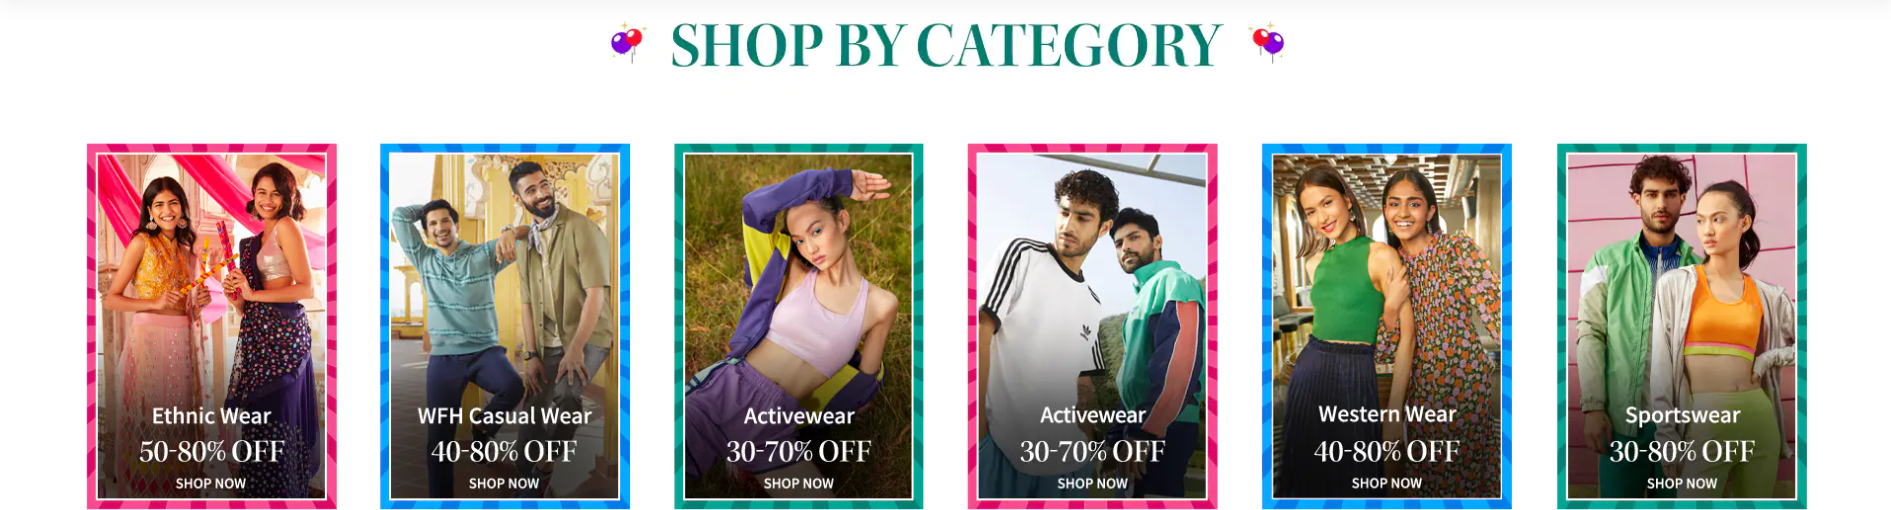 SHOP BY CATEGORY
Ethnic Wear
50-80% OFF
SHOP NOW
WFH Casual Wear
40-80% OFF
SHOP NOW
Activewear
30-70% OFF
SHOP NOW
Activewear
30-70% OFF
SHOP NOW
Western Wear
40-80% OFF
SHOP NOW
Sportswear
30-80% OFF
SHOP NOW